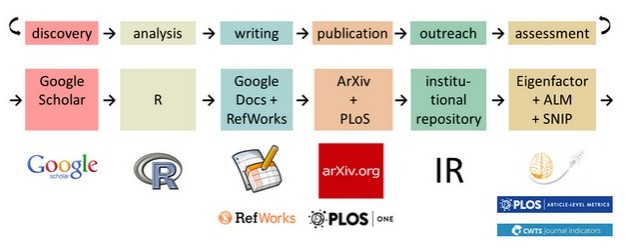 discovery
analysis
writing
publication
outreach
assessment
Google
Scholar
R
Google
Docs +
RefWorks
ArXiv
+
PLoS
institu-
tional
repository
Eigenfactor
+ ALM
+ SNIP
Google
scholar
R
arXiv.org
IR
RefWorks
PLOS | ONE
PLOS | ARTICLE-LEVEL METRICS
CWTS Journal Indicators